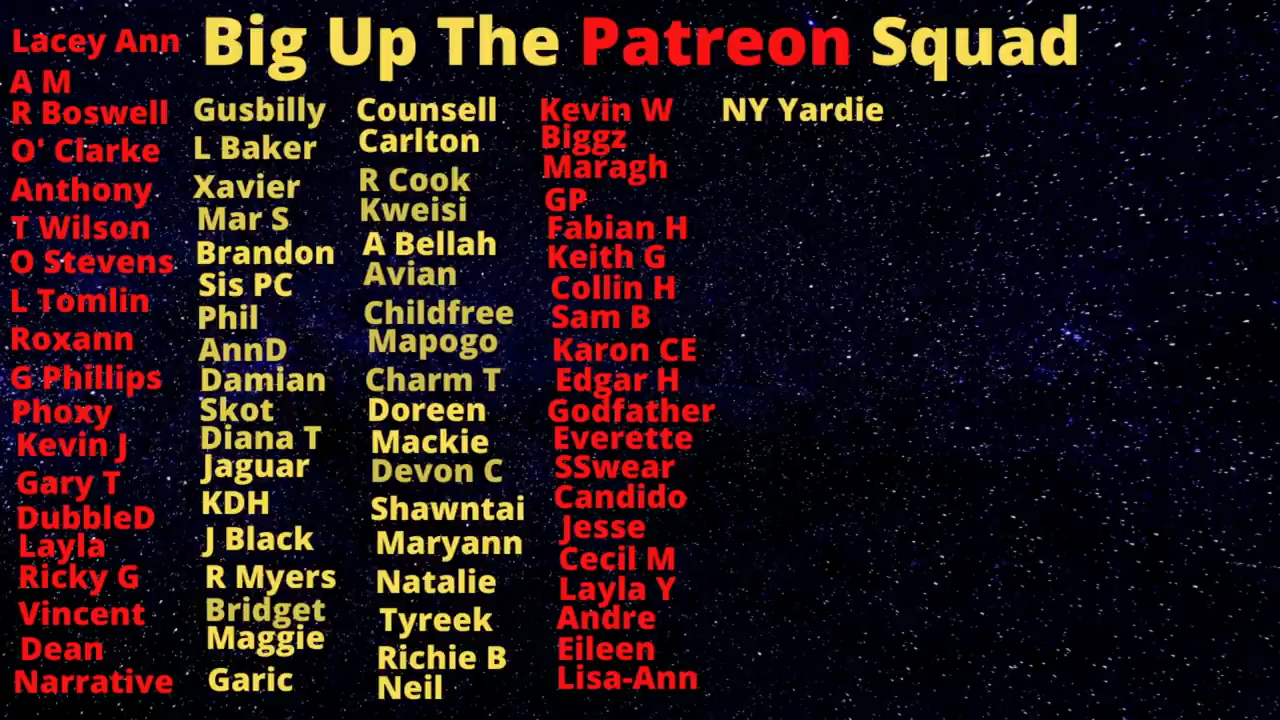 Big Up The Patreon Squad
Lacey Ann
A M
R Boswell
O' Clarke
Anthony
T Wilson
O Stevens
L Tomlin
Roxann
G Phillips
Phoxy
Kevin J
Gary T
DubbleD
Layla
Ricky G
Vincent
Dean
Narrative
Gusbilly
L Baker
Xavier
Mar S
Brandon
Sis PC
Phil
AnnD
Damian
Skot
Diana T
Jaguar
KDH
J Black
R Myers
Bridget
Maggie
Garic
Counsell
Carlton
R Cook
Kweisi
A Bellah
Avian
Childfree
Mapogo
Charm T
Doreen
Mackie
Devon C
Shawntai
Maryann
Natalie
Tyreek
Richie B
Neil
Kevin W
Biggz
Maragh
GP
Fabian H
Keith G
Collin H
Sam B
Karon CE
Edgar H
Godfather
Everette
SSwear
Candido
Jesse
Cecil M
Layla Y
Andre
Eileen
Lisa-Ann
NY Yardie